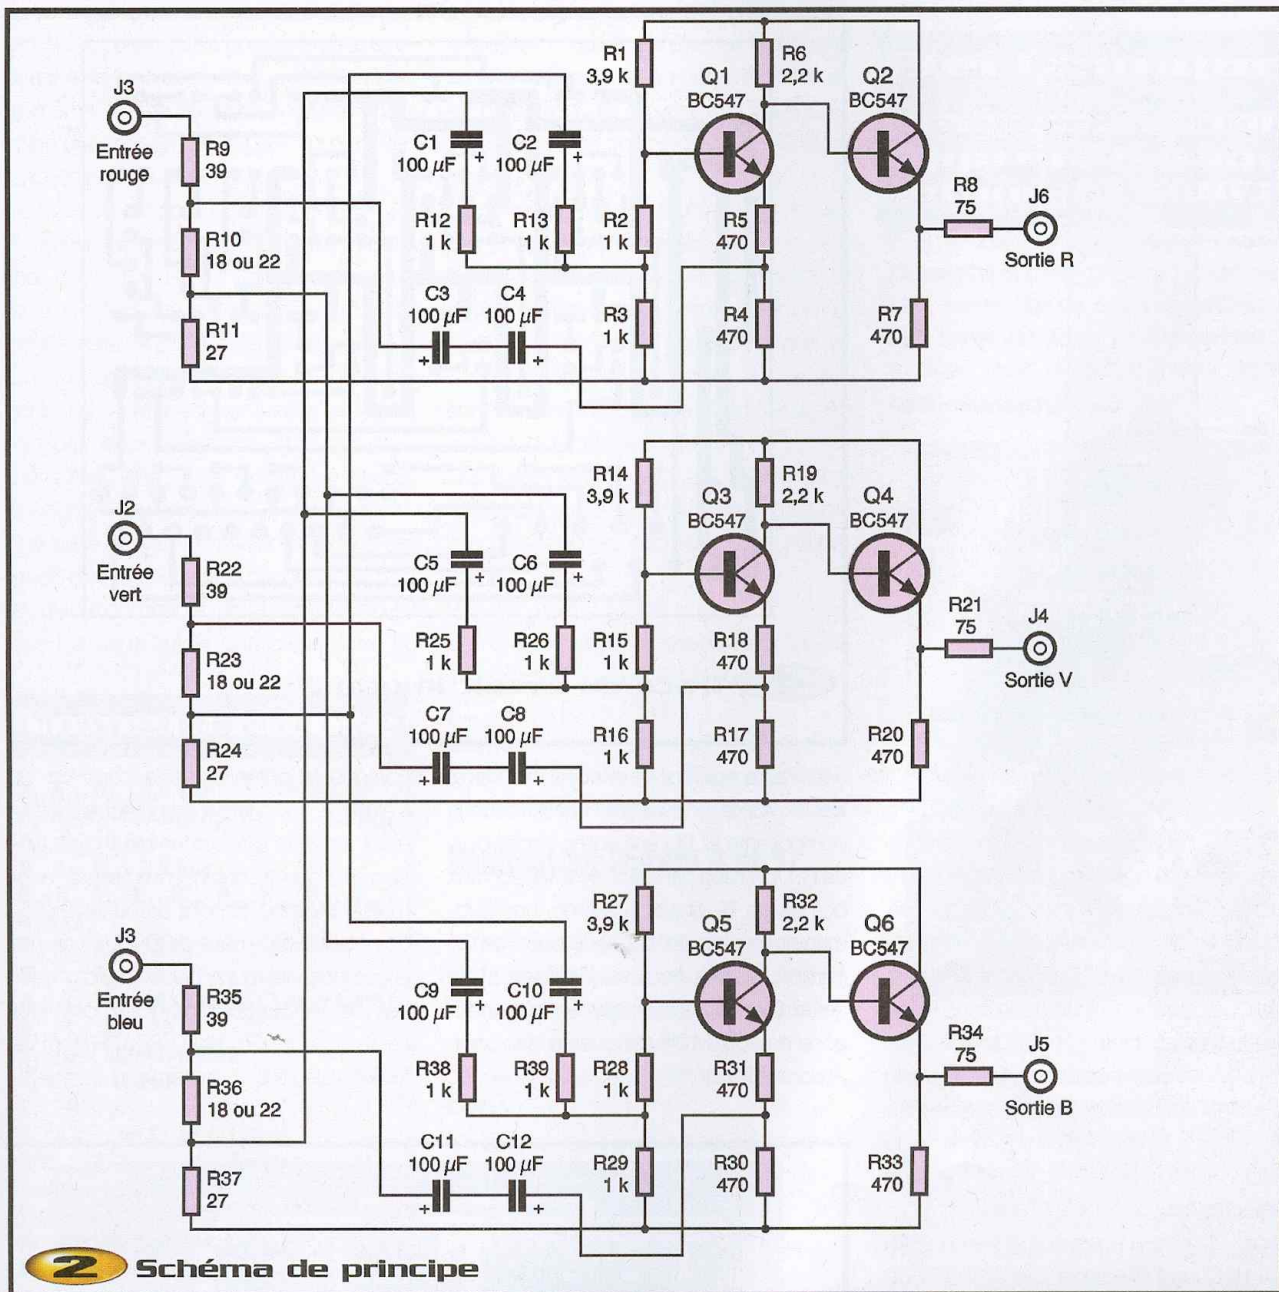 R1
3,9 k
R6
2,2 k
Q1
BC547
Q2
BC547
J3
Entrée
rouge
R9
39
C1
100 µF
+
C2
100 µF
+
R10
18 ou 22
R12
1 k
R13
1 k
R2
1 k
R5
470
R8
75
J6
Sortie R
R11
27
C3
100 µF
+
C4
100 µF
+
R3
1 k
R4
470
R7
470
R14
3,9 k
R19
2,2 k
Q3
BC547
Q4
BC547
J2
Entrée
vert
R22
39
C5
100 µF
+
C6
100 µF
+
R23
18 ou 22
R25
1 k
R26
1 k
R15
1 k
R18
470
R21
75
J4
Sortie V
R24
27
C7
100 µF
+
C8
100 µF
+
R16
1 k
R17
470
R20
470
R27
3,9 k
R32
2,2 k
Q5
BC547
Q6
BC547
J3
Entrée
bleu
R35
39
C9
100 µF
+
C10
100 µF
+
R36
18 ou 22
R38
1 k
R39
1 k
R28
1 k
R31
470
R34
75
J5
Sortie B
R37
27
C11
100 µF
+
C12
100 µF
+
R29
1 k
R30
470
R33
470
2 Schéma de principe